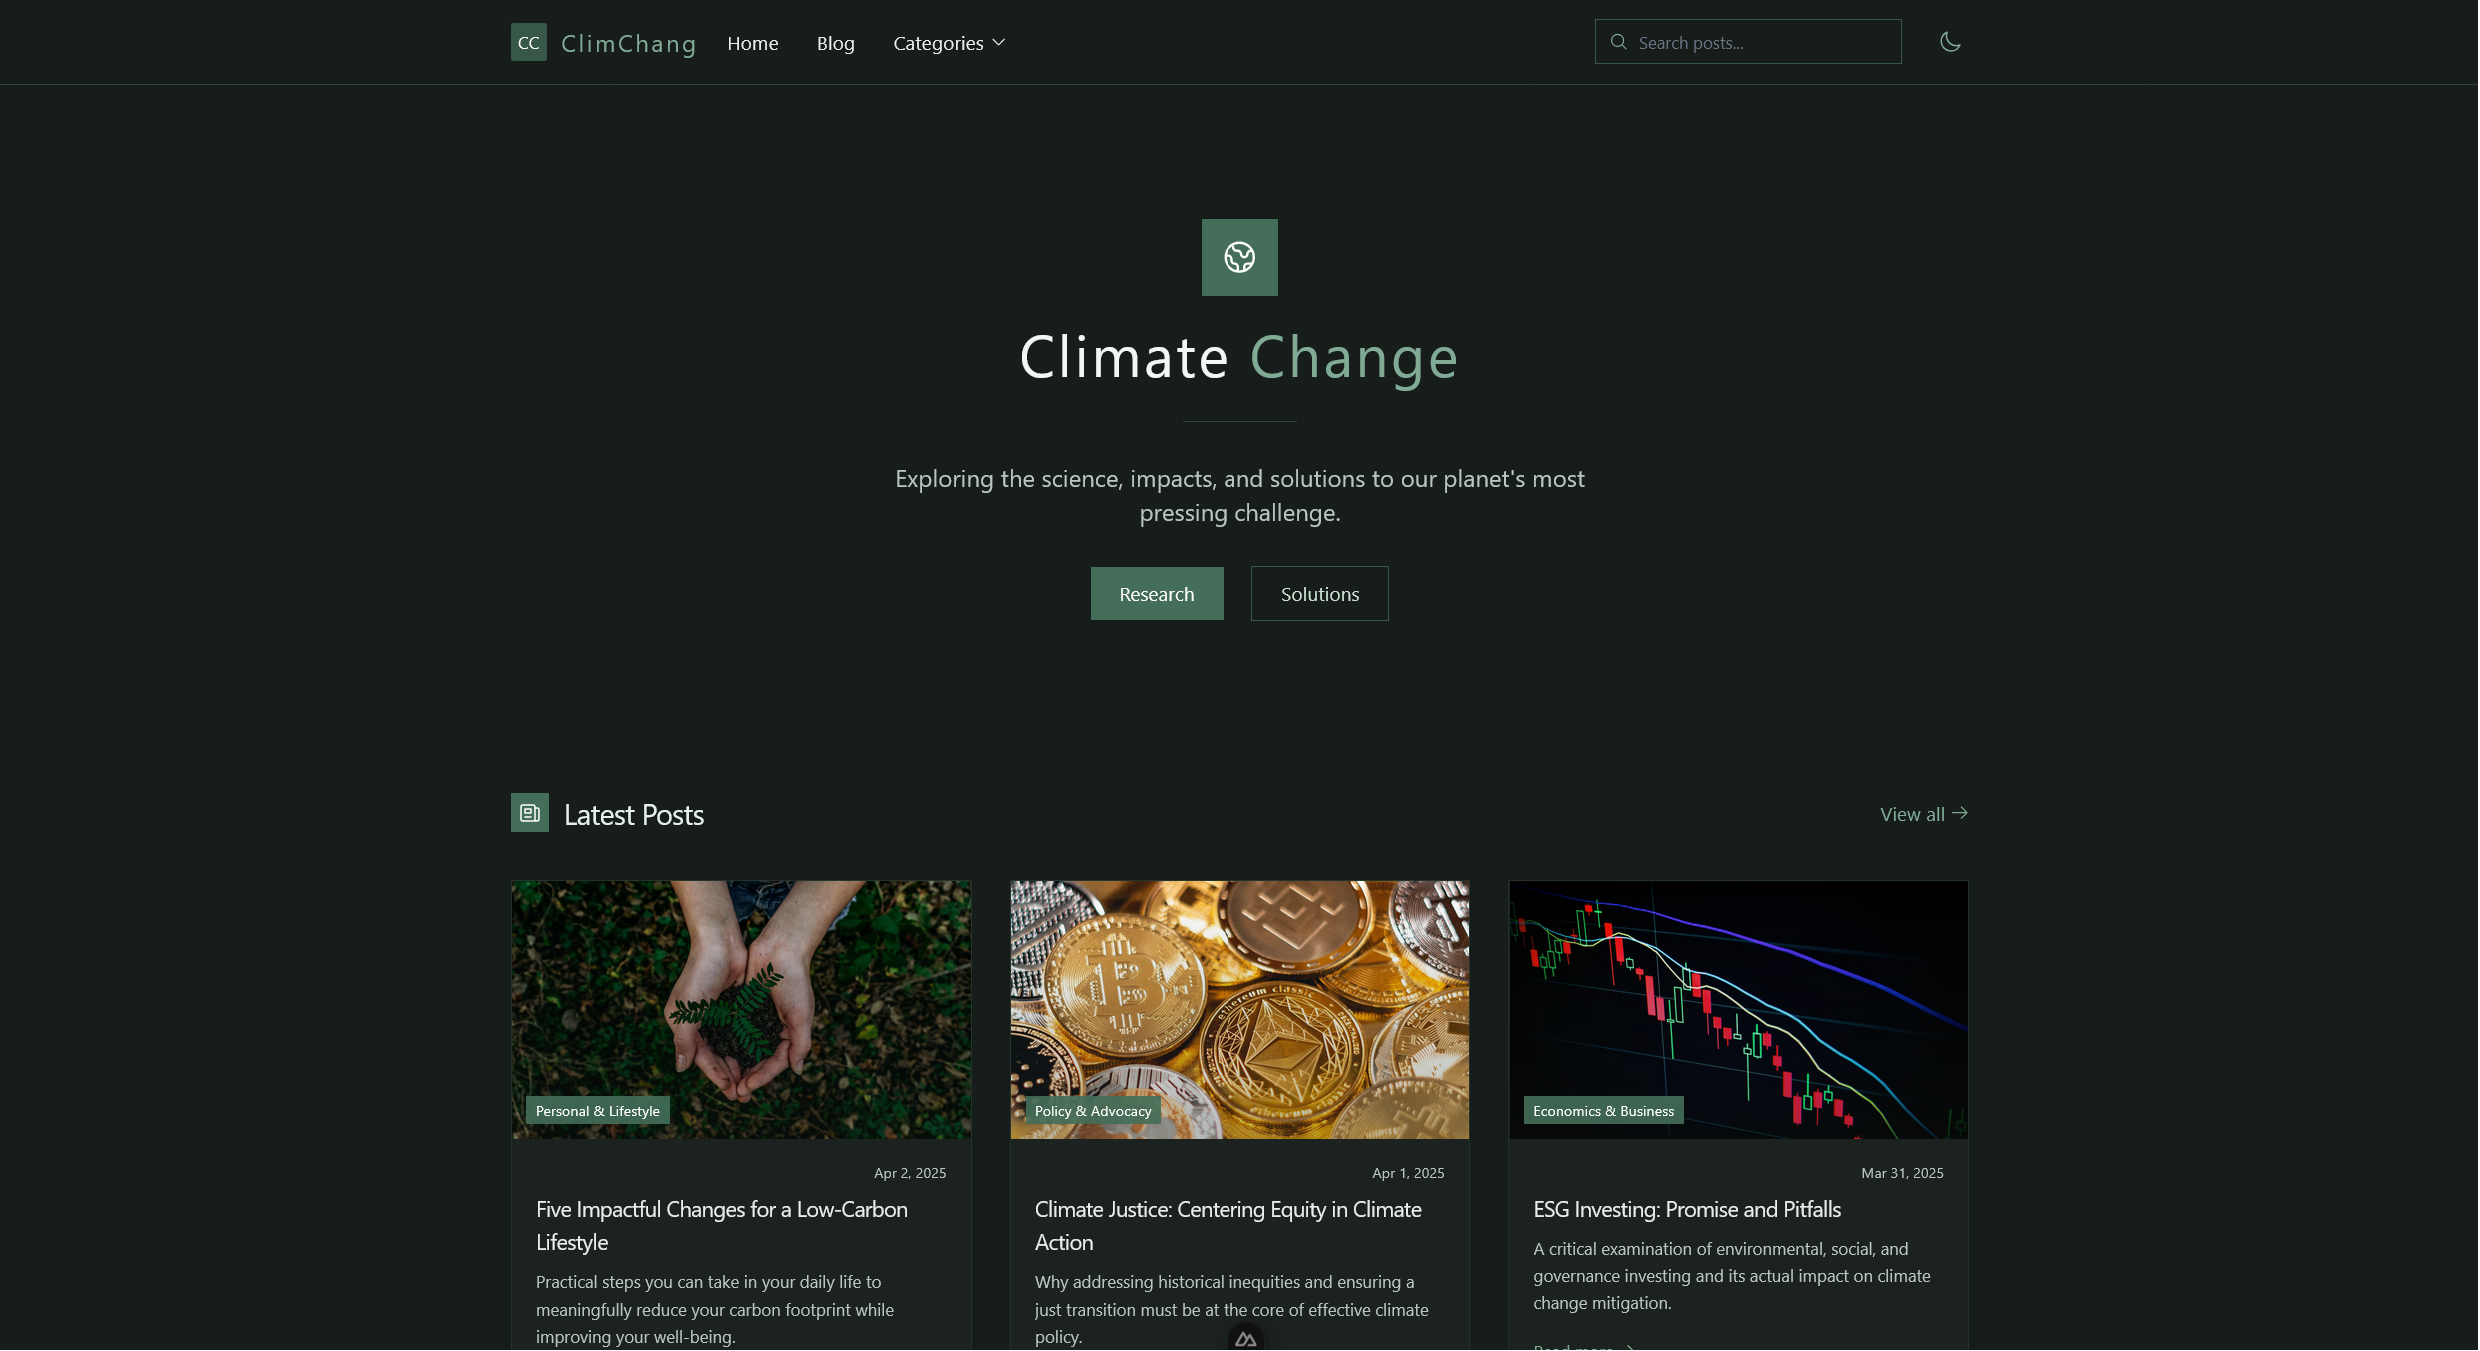 CC ClimChang Home Blog Categories Search posts...
Climate Change
Exploring the science, impacts, and solutions to our planet's most
pressing challenge.
Research Solutions
Latest Posts View all
ethereum classic
Personal & Lifestyle
Policy & Advocacy
Economics & Business
Apr 2, 2025
Five Impactful Changes for a Low-Carbon
Lifestyle
Practical steps you can take in your daily life to
meaningfully reduce your carbon footprint while
improving your well-being.
Apr 1, 2025
Climate Justice: Centering Equity in Climate
Action
Why addressing historical inequities and ensuring a
just transition must be at the core of effective climate
policy.
Mar 31, 2025
ESG Investing: Promise and Pitfalls
A critical examination of environmental, social, and
governance investing and its actual impact on climate
change mitigation.
Read more